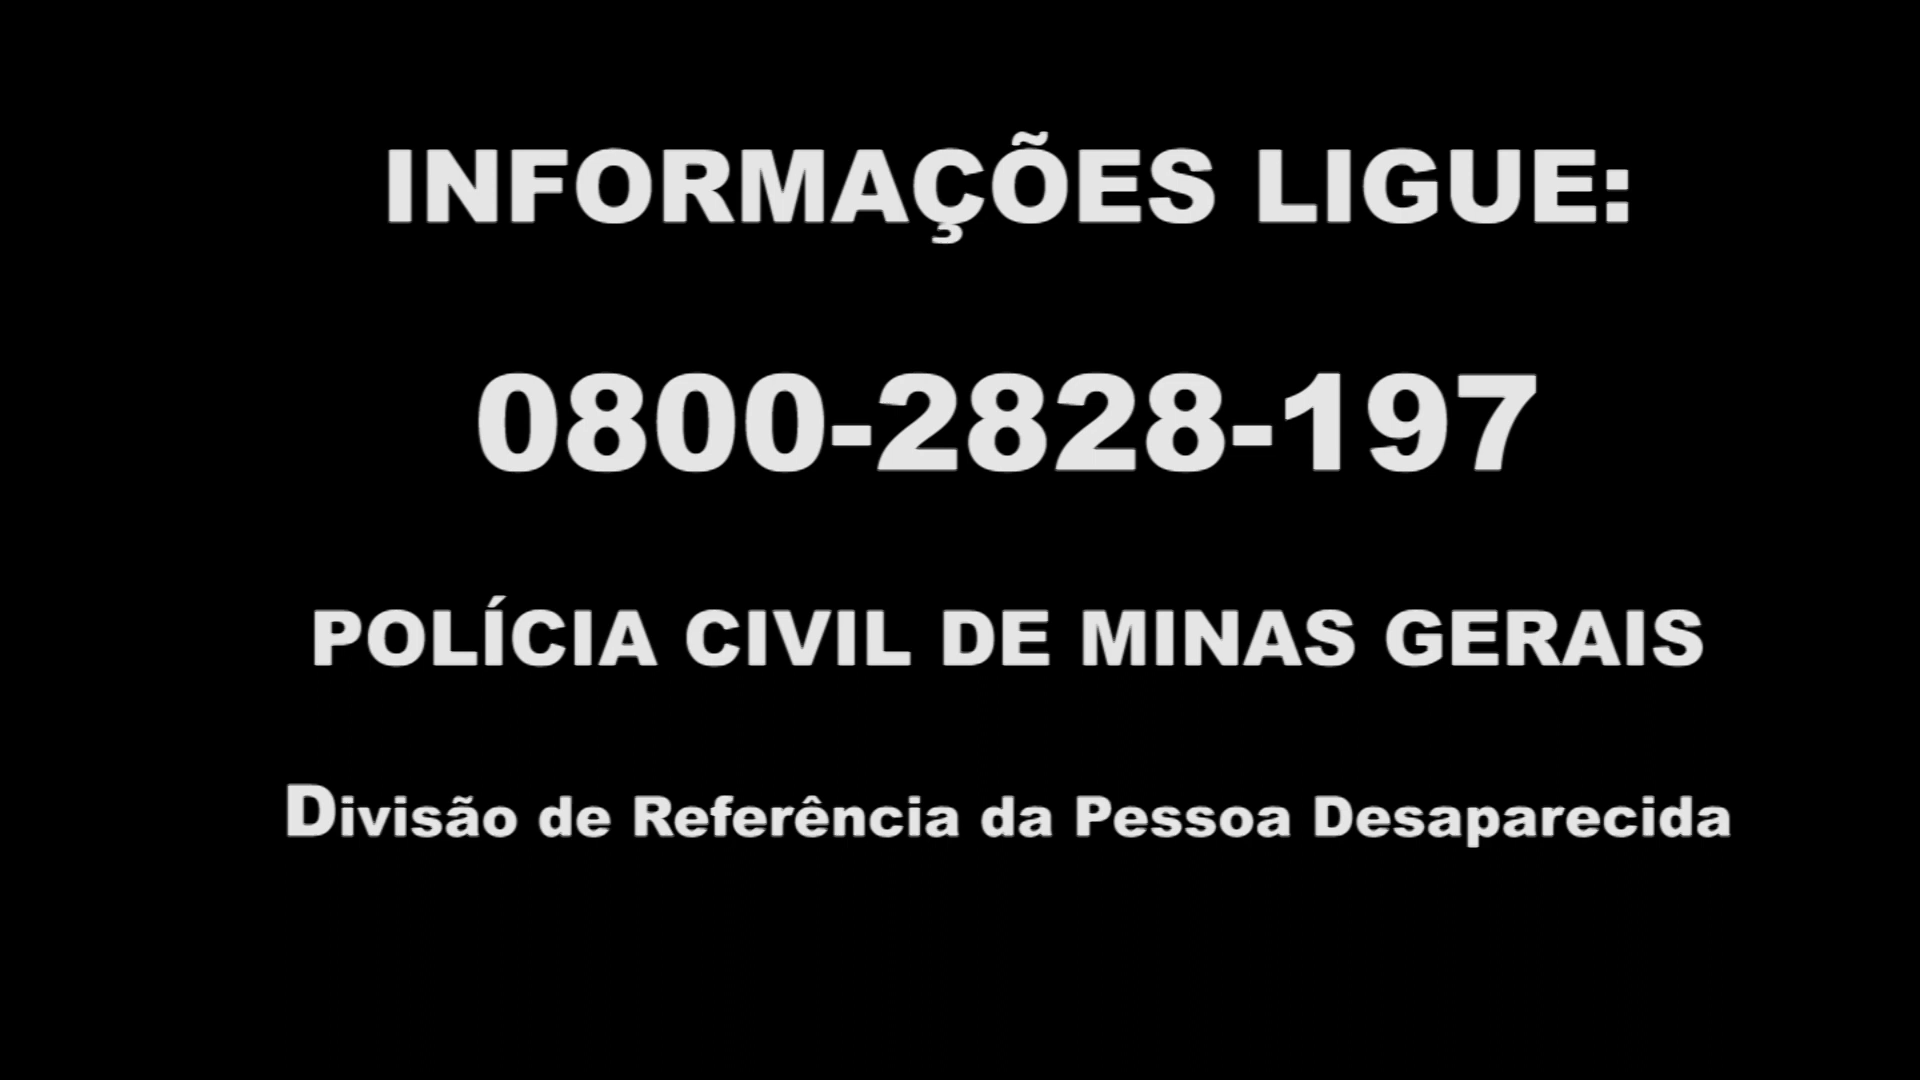 INFORMAÇÕES LIGUE:
0800-2828-197
POLÍCIA CIVIL DE MINAS GERAIS
Divisão de Referência da Pessoa Desaparecida